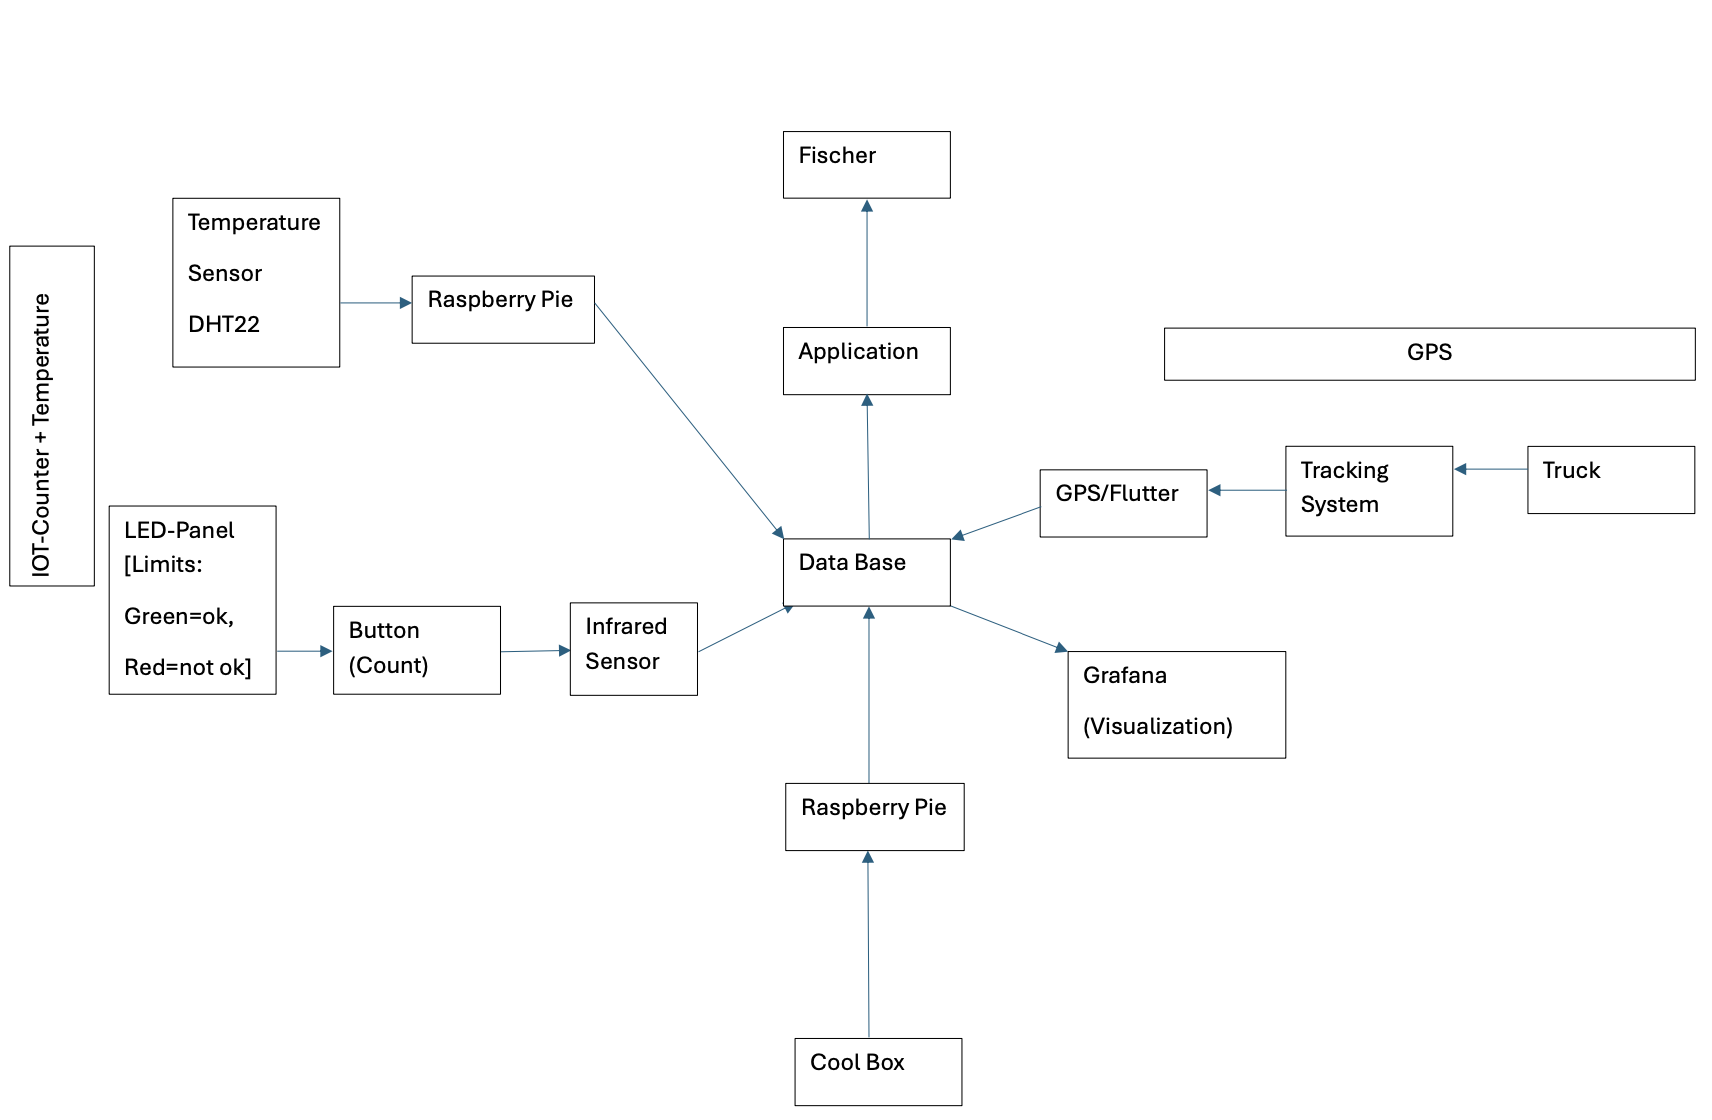 Fischer
Temperature
Sensor
DHT22
Raspberry Pie
IOT-Counter + Temperature
Application
GPS
LED-Panel
[Limits:
Green=ok,
Red=not ok]
Button
(Count)
Infrared
Sensor
Data Base
GPS/Flutter
Tracking
System
Truck
Grafana
(Visualization)
Raspberry Pie
Cool Box